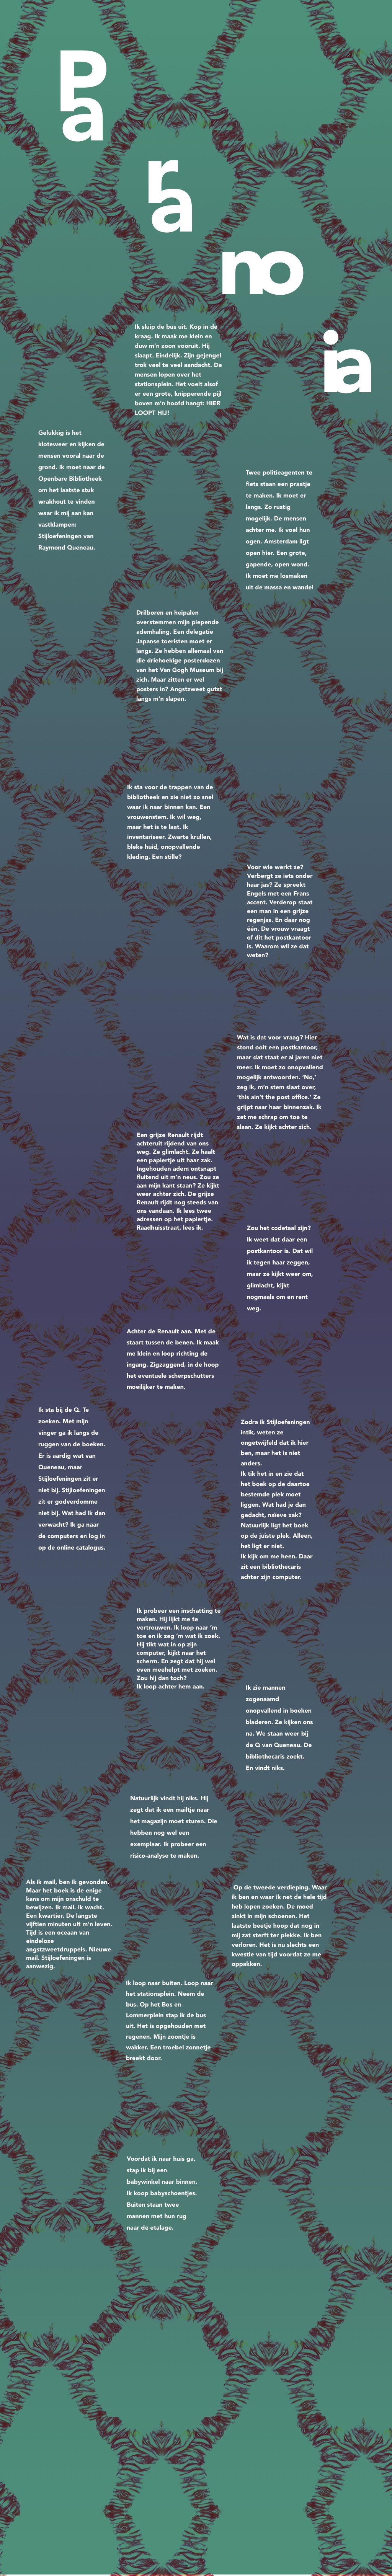 P
a
r
a
no
ia
Ik sluip de bus uit. Kop in de
kraag. Ik maak me klein en
duw m'n zoon vooruit. Hij
slaapt. Eindelijk. Zijn gejengel
trok veel te veel aandacht. De
mensen lopen over het
stationsplein. Het voelt alsof
er een grote, knipperende pijl
boven m'n hoofd hangt: HIER
LOOPT HIJ!
Gelukkig is het
kloteweer en kijken de
mensen vooral naar de
grond. Ik moet naar de
Openbare Bibliotheek
om het laatste stuk
wrakhout te vinden
waar ik mij aan kan
vastklampen:
Stijloefeningen van
Raymond Queneau.
Twee politieagenten te
fiets staan een praatje
te maken. Ik moet er
langs. Zo rustig
mogelijk. De mensen
achter me. Ik voel hun
ogen. Amsterdam ligt
open hier. Een grote,
gapende, open wond.
Ik moet me losmaken
uit de massa en wandel
Drilboren en heipalen
overstemmen mijn piepende
ademhaling. Een delegatie
Japanse toeristen moet er
langs. Ze hebben allemaal van
die driehoekige posterdozen
van het Van Gogh Museum bij
zich. Maar zitten er wel
posters in? Angstzweet gutst
langs m'n slapen.
Ik sta voor de trappen van de
bibliotheek en zie niet zo snel
waar ik naar binnen kan. Een
vrouwenstem. Ik wil weg,
maar het is te laat. Ik
inventariseer. Zwarte krullen,
bleke huid, onopvallende
kleding. Een stille?
Voor wie werkt ze?
Verbergt ze iets onder
haar jas? Ze spreekt
Engels met een Frans
accent. Verderop staat
een man in een grijze
regenjas. En daar nog
één. De vrouw vraagt
of dit het postkantoor
is. Waarom wil ze dat
weten?
Wat is dat voor vraag? Hier
stond ooit een postkantoor,
maar dat staat er al jaren niet
meer. Ik moet zo onopvallend
mogelijk antwoorden. 'No,'
zeg ik, m'n stem slaat over,
'this ain't the post office.' Ze
grijpt naar haar binnenzak. Ik
zet me schrap om toe te
slaan. Ze kijkt achter zich.
Een grijze Renault rijdt
achteruit rijdend van ons
weg. Ze glimlacht. Ze haalt
een papiertje uit haar zak.
Ingehouden adem ontsnapt
fluitend uit m'n neus. Zou ze
aan mijn kant staan? Ze kijkt
weer achter zich. De grijze
Renault rijdt nog steeds van
ons vandaan. Ik lees twee
adressen op het papiertje.
Raadhuisstraat, lees ik.
Zou het codetaal zijn?
Ik weet dat daar een
postkantoor is. Dat wil
ik tegen haar zeggen,
maar ze kijkt weer om,
glimlacht, kijkt
nogmaals om en rent
weg.
Achter de Renault aan. Met de
staart tussen de benen. Ik maak
me klein en loop richting de
ingang. Zigzaggend, in de hoop
het eventuele scherpschutters
moeilijker te maken.
Ik sta bij de Q. Te
zoeken. Met mijn
vinger ga ik langs de
ruggen van de boeken.
Er is aardig wat van
Queneau, maar
Stijloefeningen zit er
niet bij. Stijloefeningen
zit er godverdomme
niet bij. Wat had ik dan
verwacht? Ik ga naar
de computers en log in
op de online catalogus.
Zodra ik Stijloefeningen
intik, weten ze
ongetwijfeld dat ik hier
ben, maar het is niet
anders.
Ik tik het in en zie dat
het boek op de daartoe
bestemde plek moet
liggen. Wat had je dan
gedacht, naïeve zak?
Natuurlijk ligt het boek
op de juiste plek. Alleen,
het ligt er niet.
Ik kijk om me heen. Daar
zit een bibliothecaris
achter zijn computer.
Ik probeer een inschatting te
maken. Hij lijkt me te
vertrouwen. Ik loop naar 'm
toe en ik zeg 'm wat ik zoek.
Hij tikt wat in op zijn
computer, kijkt naar het
scherm. En zegt dat hij wel
even meehelpt met zoeken.
Zou hij dan toch?
Ik loop achter hem aan.
Ik zie mannen
zogenaamd
onopvallend in boeken
bladeren. Ze kijken ons
na. We staan weer bij
de Q van Queneau. De
bibliothecaris zoekt.
En vindt niks.
Natuurlijk vindt hij niks. Hij
zegt dat ik een mailtje naar
het magazijn moet sturen. Die
hebben nog wel een
exemplaar. Ik probeer een
risico-analyse te maken.
Als ik mail, ben ik gevonden.
Maar het boek is de enige
kans om mijn onschuld te
bewijzen. Ik mail. Ik wacht.
Een kwartier. De langste
vijftien minuten uit m'n leven.
Tijd is een oceaan van
eindeloze
angstzweetdruppels. Nieuwe
mail. Stijloefeningen is
aanwezig.
Op de tweede verdieping. Waar
ik ben en waar ik net de hele tijd
heb lopen zoeken. De moed
zinkt in mijn schoenen. Het
laatste beetje hoop dat nog in
mij zat sterft ter plekke. Ik ben
verloren. Het is nu slechts een
kwestie van tijd voordat ze me
oppakken.
Ik loop naar buiten. Loop naar
het stationsplein. Neem de
bus. Op het Bos en
Lommerplein stap ik de bus
uit. Het is opgehouden met
regenen. Mijn zoontje is
wakker. Een troebel zonnetje
breekt door.
Voordat ik naar huis ga,
stap ik bij een
babywinkel naar binnen.
Ik koop babyschoentjes.
Buiten staan twee
mannen met hun rug
naar de etalage.